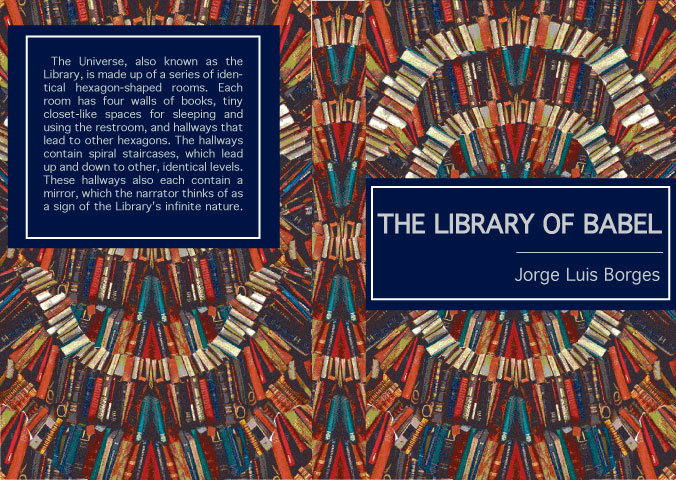 The Universe, also known as the
Library, is made up of a series of iden-
tical hexagon-shaped rooms. Each
room has four walls of books, tiny
closet-like spaces for sleeping and
using the restroom, and hallways that
lead to other hexagons. The hallways
contain spiral staircases, which lead
up and down to other, identical levels.
These hallways also each contain a
mirror, which the narrator thinks of as
a sign of the Library's infinite nature.
THE LIBRARY OF BABEL
Jorge Luis Borges